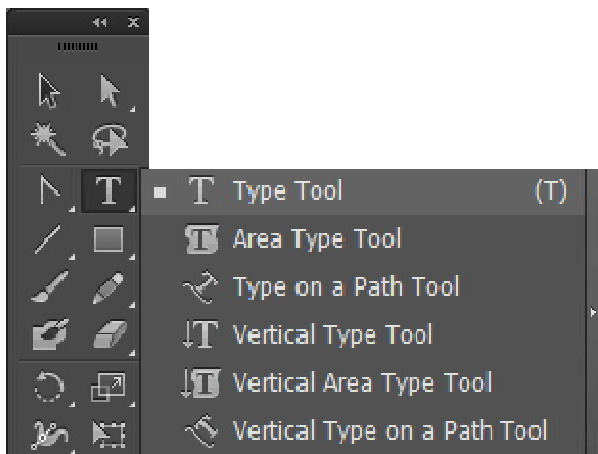 Type Tool (T)
Area Type Tool
Type on a Path Tool
Vertical Type Tool
Vertical Area Type Tool
Vertical Type on a Path Tool